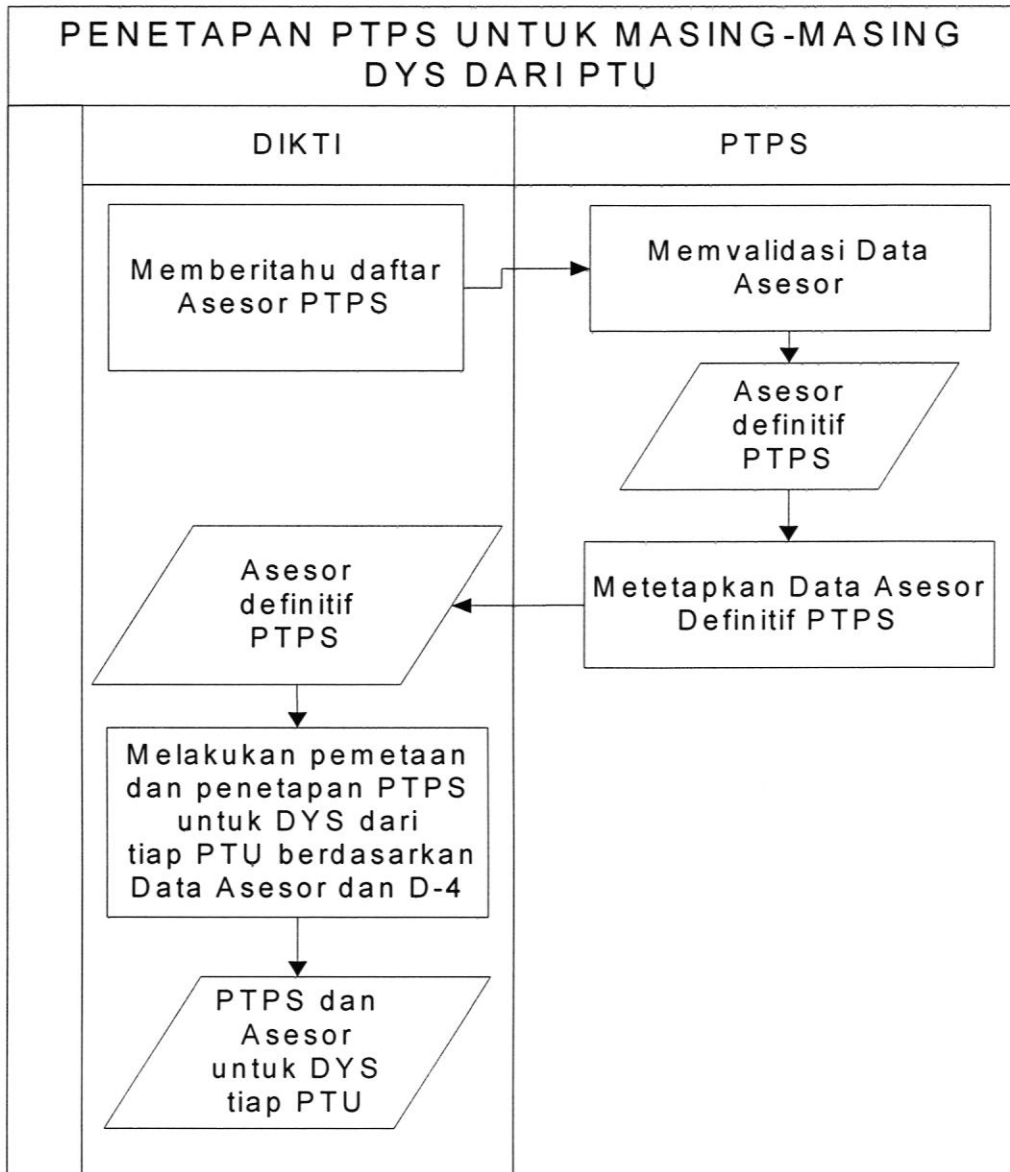 PENETAPAN PTPS UNTUK MASING-MASING
DYS DARI PTU
DIKTI
PTPS
Memberitahu daftar
Asesor PTPS
Memvalidasi Data
Asesor
Asesor
definitif
PTPS
Metetapkan Data Asesor
Definitif PTPS
Asesor
definitif
PTPS
Melakukan pemetaan
dan penetapan PTPS
untuk DYS dari
tiap PTU berdasarkan
Data Asesor dan D-4
PTPS dan
Asesor
untuk DYS
tiap PTU